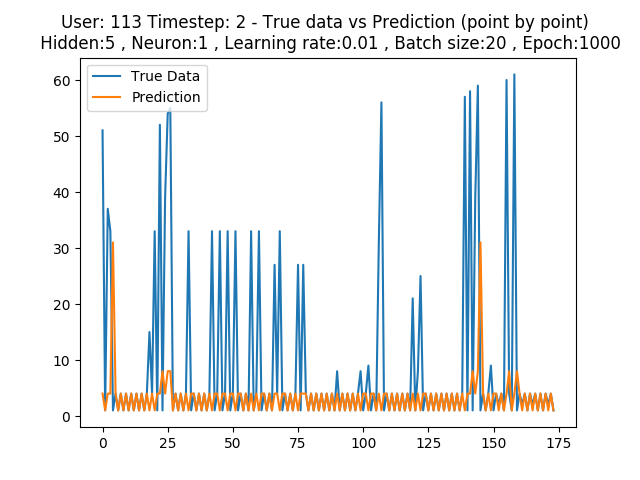 User: 113 Timestep: 2 - True data vs Prediction (point by point)
Hidden:5 , Neuron:1 , Learning rate:0.01 , Batch size:20 , Epoch:1000
True Data
Prediction
60
50
40
30
20
10
0
0 25 50 75 100 125 150 175